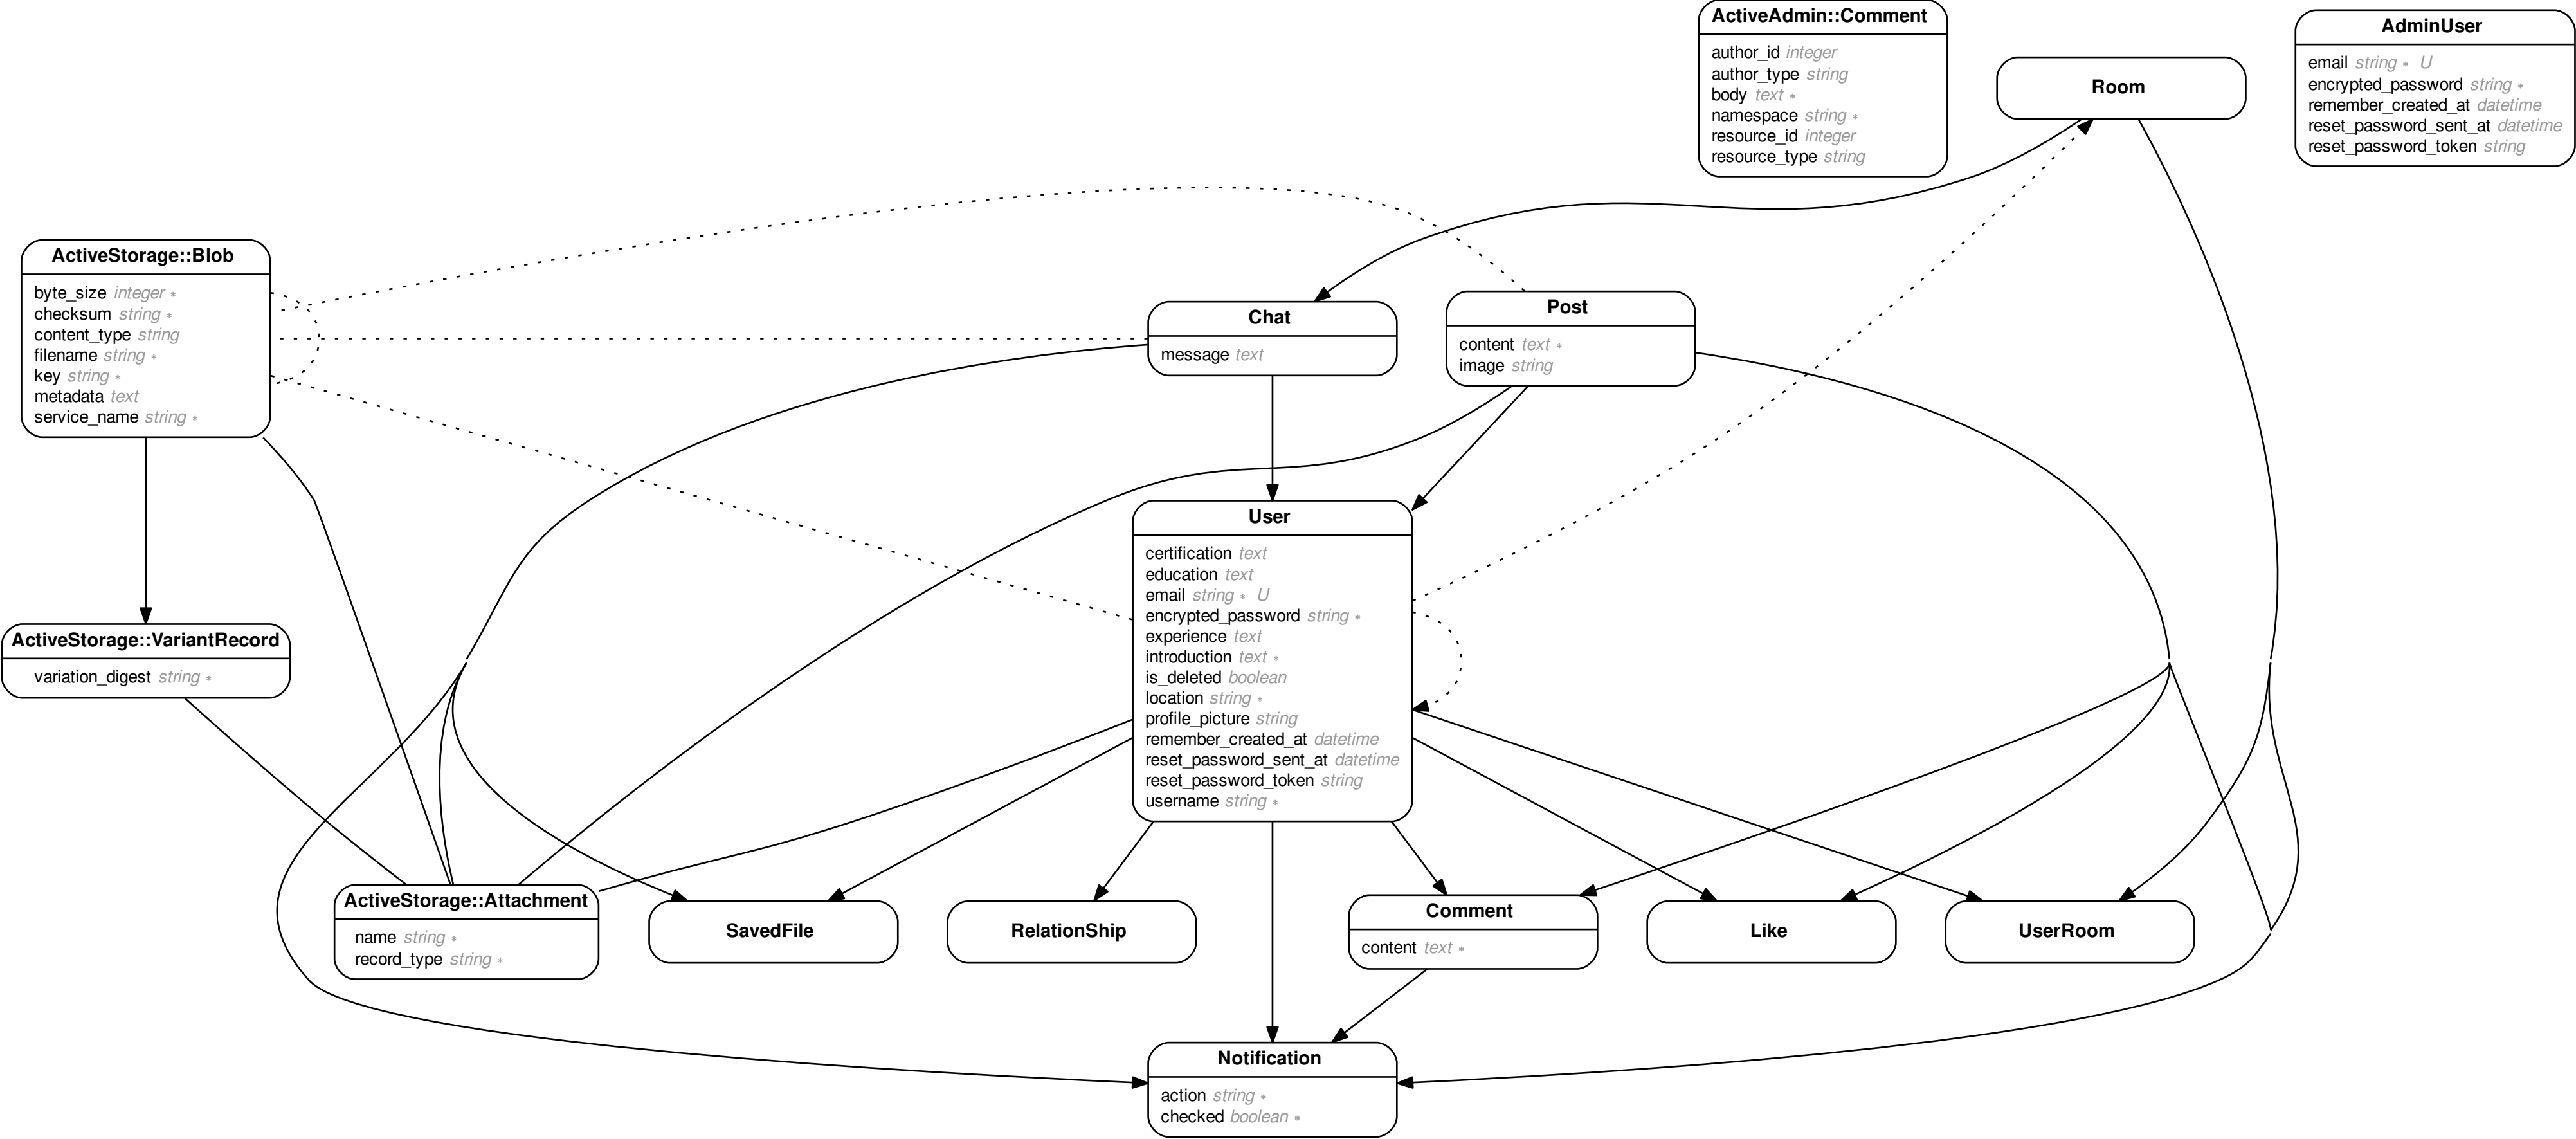 ActiveAdmin::Comment
author_id integer
author_type string
body text *
namespace string *
resource_id integer
resource_type string
Room
AdminUser
email string * U
encrypted_password string *
remember_created_at datetime
reset_password_sent_at datetime
reset_password_token string
ActiveStorage::Blob
byte_size integer *
checksum string *
content_type string
filename string *
key string *
metadata text
service_name string *
Chat
message text
Post
content text *
image string
User
certification text
education text
email string * U
encrypted_password string *
experience text
introduction text *
is_deleted boolean
location string *
profile_picture string
remember_created_at datetime
reset_password_sent_at datetime
reset_password_token string
username string *
ActiveStorage::VariantRecord
variation_digest string *
ActiveStorage::Attachment
name string *
record_type string *
SavedFile
RelationShip
Comment
content text *
Like
UserRoom
Notification
action string *
checked boolean *